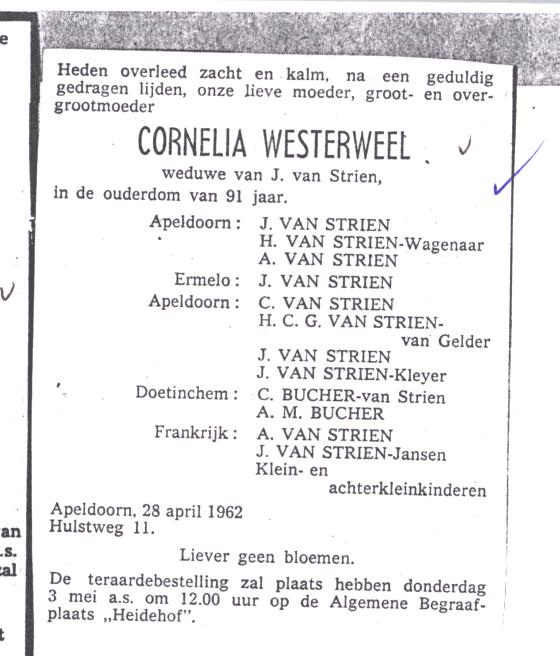 e
Heden overleed zacht en kalm, na een geduldig
gedragen lijden, onze lieve moeder, groot- en over-
grootmoeder
CORNELIA WESTERWEEL
weduwe van J. van Strien,
in de ouderdom van 91 jaar.
Apeldoorn: J. VAN STRIEN
H. VAN STRIEN-Wagenaar
A. VAN STRIEN
Ermelo: J. VAN STRIEN
Apeldoorn: C. VAN STRIEN
H. C. G. VAN STRIEN-
van Gelder
J. VAN STRIEN
J. VAN STRIEN-Kleyer
Doetinchem: C. BUCHER-van Strien
A. M. BUCHER
Frankrijk: A. VAN STRIEN
J. VAN STRIEN-Jansen
Klein- en
achterkleinkinderen
Apeldoorn, 28 april 1962
Hulstweg 11.
Liever geen bloemen.
De teraardebestelling zal plaats hebben donderdag
3 mei a.s. om 12.00 uur op de Algemene Begraaf-
plaats „Heidehof”.
an
.s.
zal
t